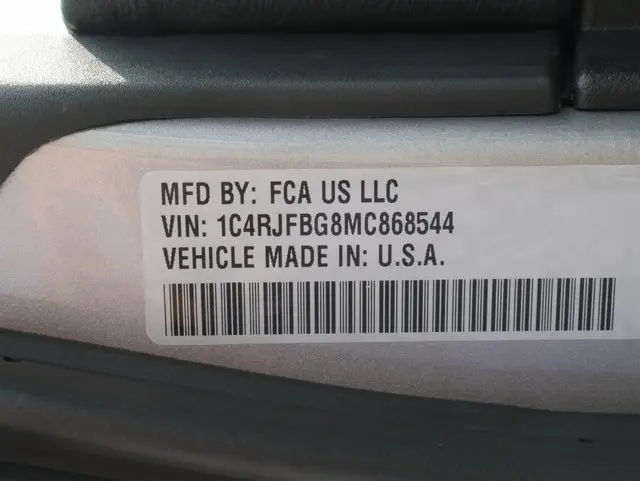 MFD BY: FCA US LLC
VIN: 1C4RJFBG8MC868544
VEHICLE MADE IN: U.S.A.